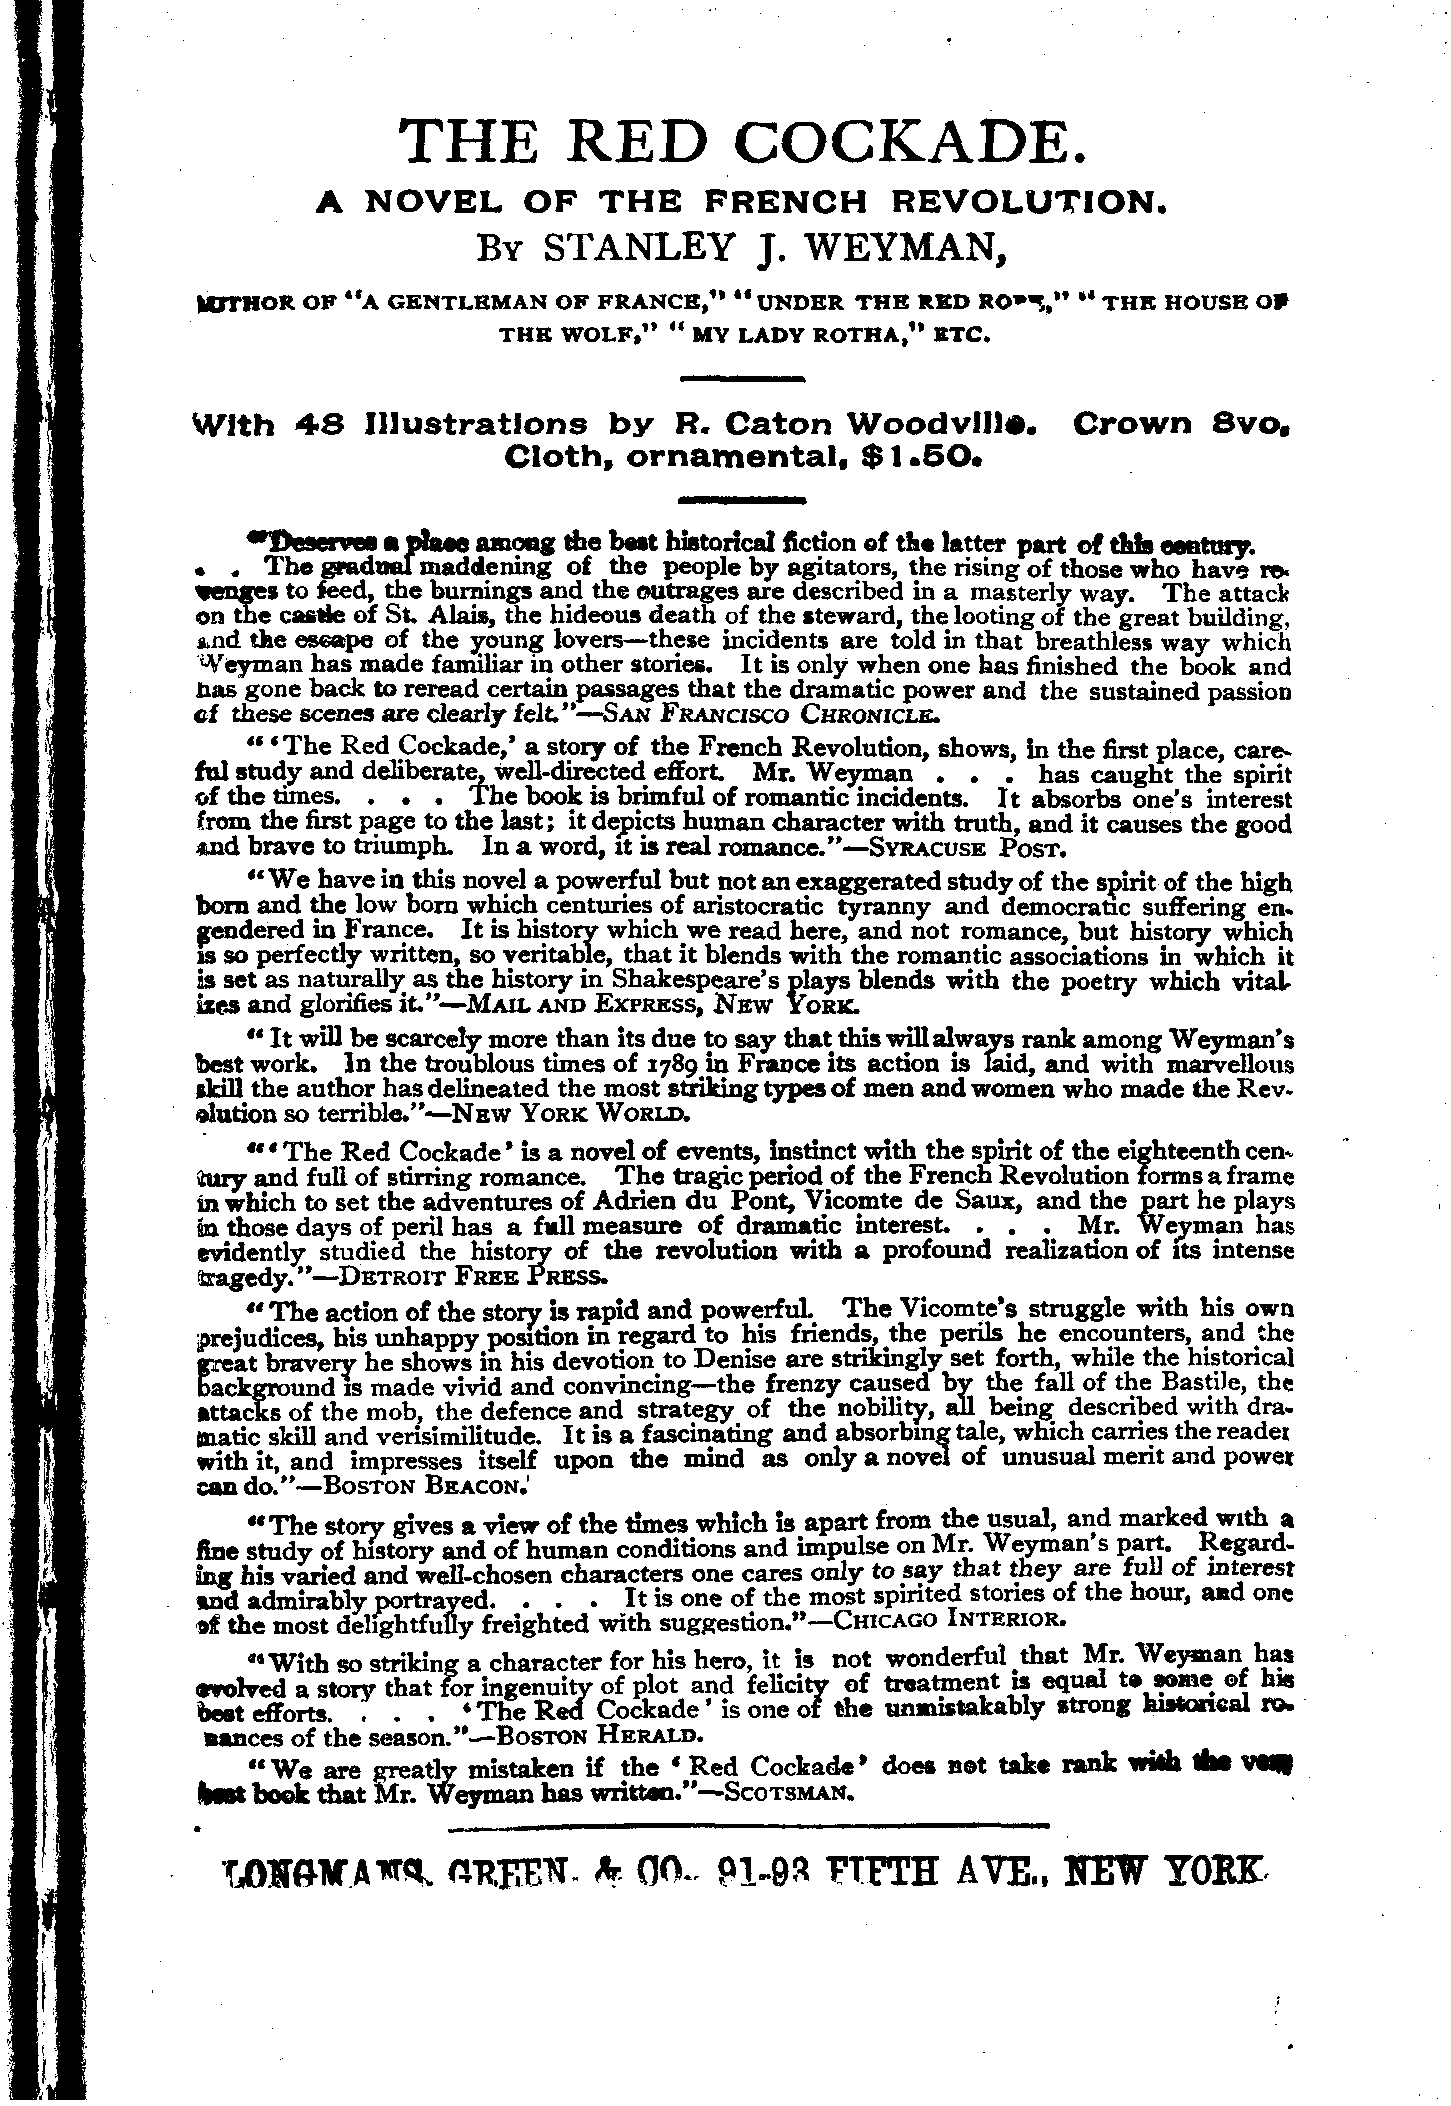 THE RED COCKADE.
A NOVEL OF THE FRENCH REVOLUTION.
By STANLEY J. WEYMAN,
AUTHOR OF "A GENTLEMAN OF FRANCE," "UNDER THE RED ROBE," "THE HOUSE OF
THE WOLF," "MY LADY ROTHA," ETC.
With 48 Illustrations by R. Caton Woodville. Crown 8vo,
Cloth, ornamental, $1.50.
"Deserves a place among the best historical fiction of the latter part of this century.
. . The gradual maddening of the people by agitators, the rising of those who have re-
venges to feed, the burnings and the outrages are described in a masterly way. The attack
on the castle of St. Alais, the hideous death of the steward, the looting of the great building,
and the escape of the young lovers—these incidents are told in that breathless way which
Weyman has made familiar in other stories. It is only when one has finished the book and
has gone back to reread certain passages that the dramatic power and the sustained passion
of these scenes are clearly felt."—San Francisco Chronicle.
"'The Red Cockade,' a story of the French Revolution, shows, in the first place, care-
ful study and deliberate, well-directed effort. Mr. Weyman . . . has caught the spirit
of the times. . . . The book is brimful of romantic incidents. It absorbs one's interest
from the first page to the last; it depicts human character with truth, and it causes the good
and brave to triumph. In a word, it is real romance."—Syracuse Post.
"We have in this novel a powerful but not an exaggerated study of the spirit of the high
born and the low born which centuries of aristocratic tyranny and democratic suffering en-
gendered in France. It is history which we read here, and not romance, but history which
is so perfectly written, so veritable, that it blends with the romantic associations in which it
is set as naturally as the history in Shakespeare's plays blends with the poetry which vital-
izes and glorifies it."—Mail and Express, New York.
"It will be scarcely more than its due to say that this will always rank among Weyman's
best work. In the troublous times of 1789 in France its action is laid, and with marvellous
skill the author has delineated the most striking types of men and women who made the Rev-
olution so terrible."—New York World.
"'The Red Cockade' is a novel of events, instinct with the spirit of the eighteenth cen-
tury and full of stirring romance. The tragic period of the French Revolution forms a frame
in which to set the adventures of Adrien du Pont, Vicomte de Saux, and the part he plays
in those days of peril has a full measure of dramatic interest. . . . Mr. Weyman has
evidently studied the history of the revolution with a profound realization of its intense
tragedy."—Detroit Free Press.
"The action of the story is rapid and powerful. The Vicomte's struggle with his own
prejudices, his unhappy position in regard to his friends, the perils he encounters, and the
great bravery he shows in his devotion to Denise are strikingly set forth, while the historical
background is made vivid and convincing—the frenzy caused by the fall of the Bastile, the
attacks of the mob, the defence and strategy of the nobility, all being described with dra-
matic skill and verisimilitude. It is a fascinating and absorbing tale, which carries the reader
with it, and impresses itself upon the mind as only a novel of unusual merit and power
can do."—Boston Beacon.
"The story gives a view of the times which is apart from the usual, and marked with a
fine study of history and of human conditions and impulse on Mr. Weyman's part. Regard-
ing his varied and well-chosen characters one cares only to say that they are full of interest
and admirably portrayed. . . . It is one of the most spirited stories of the hour, and one
of the most delightfully freighted with suggestion."—Chicago Interior.
"With so striking a character for his hero, it is not wonderful that Mr. Weyman has
evolved a story that for ingenuity of plot and felicity of treatment is equal to some of his
best efforts. . . . 'The Red Cockade' is one of the unmistakably strong historical ro-
mances of the season."—Boston Herald.
"We are greatly mistaken if the 'Red Cockade' does not take rank with the very
best book that Mr. Weyman has written."—Scotsman.
LONGMANS, GREEN, & CO., 91-93 FIFTH AVE., NEW YORK.